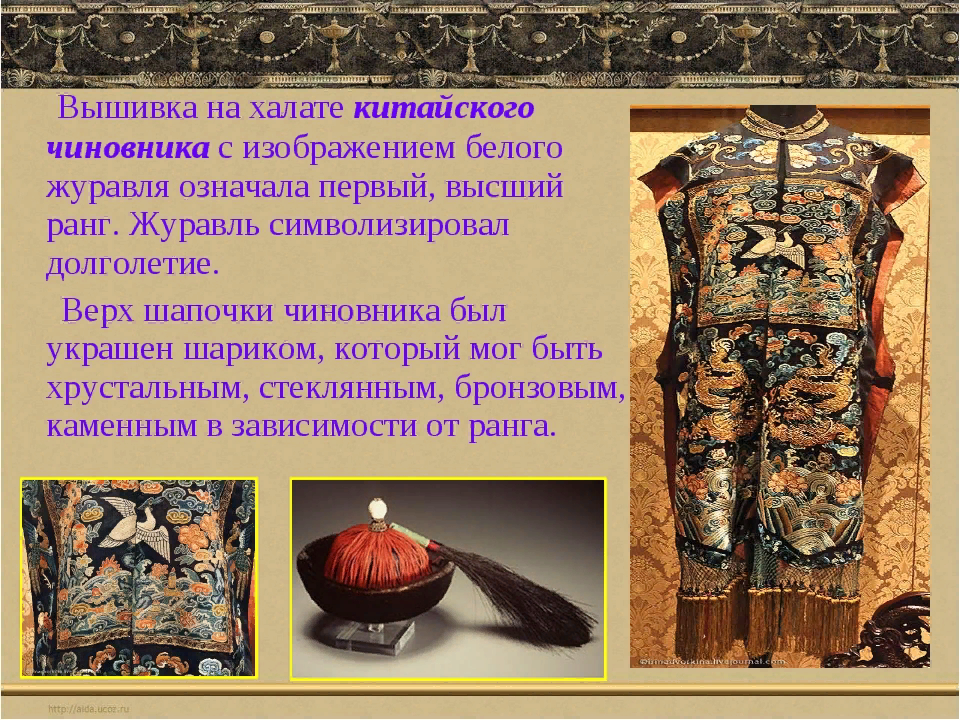 Вышивка на халате китайского
чиновника с изображением белого
журавля означала первый, высший
ранг. Журавль символизировал
долголетие.
Верх шапочки чиновника был
украшен шариком, который мог быть
хрустальным, стеклянным, бронзовым,
каменным в зависимости от ранга.
©irinadvorkina.livejournal.com
http://aida.ucoz.ru